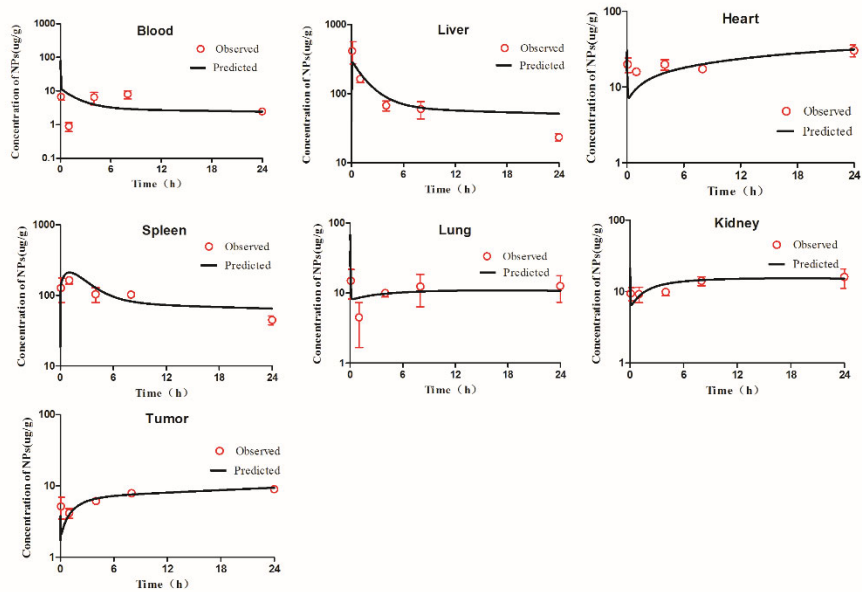 Blood
Concentration of NPs(ug/g)
1000
100
10
1
0.1
Observed
Predicted
0 6 12 18 24
Time (h)
Liver
Concentration of NPs(ug/g)
1000
100
10
Observed
Predicted
0 6 12 18 24
Time (h)
Heart
Concentration of NPs(ug/g)
100
10
1
Observed
Predicted
0 6 12 18 24
Time (h)
Spleen
Concentration of NPs(ug/g)
1000
100
10
Observed
Predicted
0 6 12 18 24
Time (h)
Lung
Concentration of NPs(ug/g)
100
10
1
Observed
Predicted
0 6 12 18 24
Time (h)
Kidney
Concentration of NPs(ug/g)
100
10
1
Observed
Predicted
0 6 12 18 24
Time (h)
Tumor
Concentration of NPs(ug/g)
100
10
1
Observed
Predicted
0 6 12 18 24
Time (h)